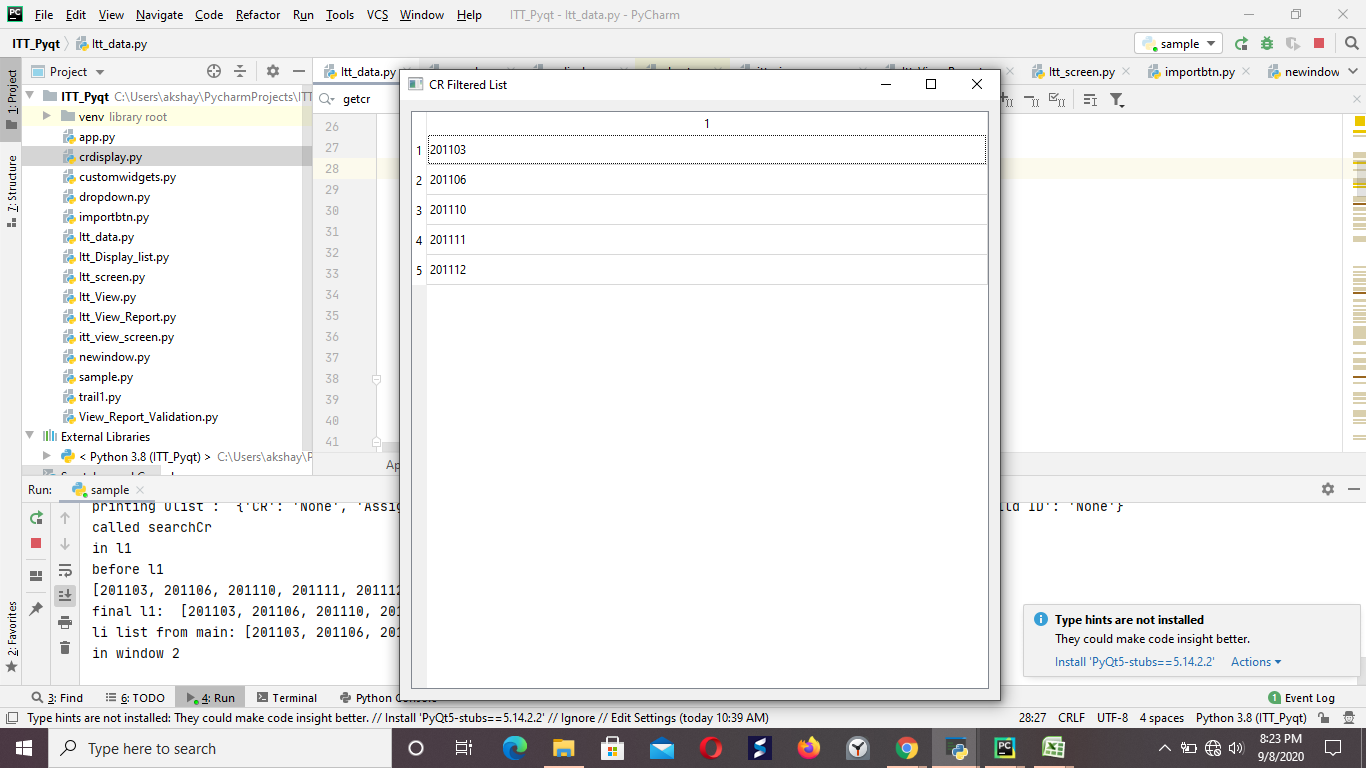 File Edit View Navigate Code Refactor Run Tools VCS Window Help ITT_Pyqt - Itt_data.py - PyCharm
ITT_Pyqt Itt_data.py sample
1: Project
Project Itt_data.py Itt_screen.py importbtn.py newindow
ITT_Pyqt C:\Users\akshay\PycharmProjects\ITT
getcr
venv library root
app.py
crdisplay.py
customwidgets.py
dropdown.py
importbtn.py
Itt_data.py
Itt_Display_list.py
Itt_screen.py
Itt_View.py
Itt_View_Report.py
itt_view_screen.py
newindow.py
sample.py
trail1.py
View_Report_Validation.py
External Libraries
< Python 3.8 (ITT_Pyqt) > C:\Users\akshay\P
7: Structure
2: Favorites
26
27
28
29
30
31
32
33
34
35
36
37
38
39
40
41
Ap
CR Filtered List
1
1 201103
2 201106
3 201110
4 201111
5 201112
Run: sample
printing Ulist : {'CR': 'None', 'Assig
ld ID': 'None'}
called searchCr
in l1
before l1
[201103, 201106, 201110, 201111, 201112
final l1: [201103, 201106, 201110, 201
li list from main: [201103, 201106, 201
in window 2
Type hints are not installed
They could make code insight better.
Install 'PyQt5-stubs==5.14.2.2' Actions
3: Find 6: TODO 4: Run Terminal Python Console 1 Event Log
Type hints are not installed: They could make code insight better. // Install 'PyQt5-stubs==5.14.2.2' // Ignore // Edit Settings (today 10:39 AM) 28:27 CRLF UTF-8 4 spaces Python 3.8 (ITT_Pyqt)
Type here to search
8:23 PM
9/8/2020